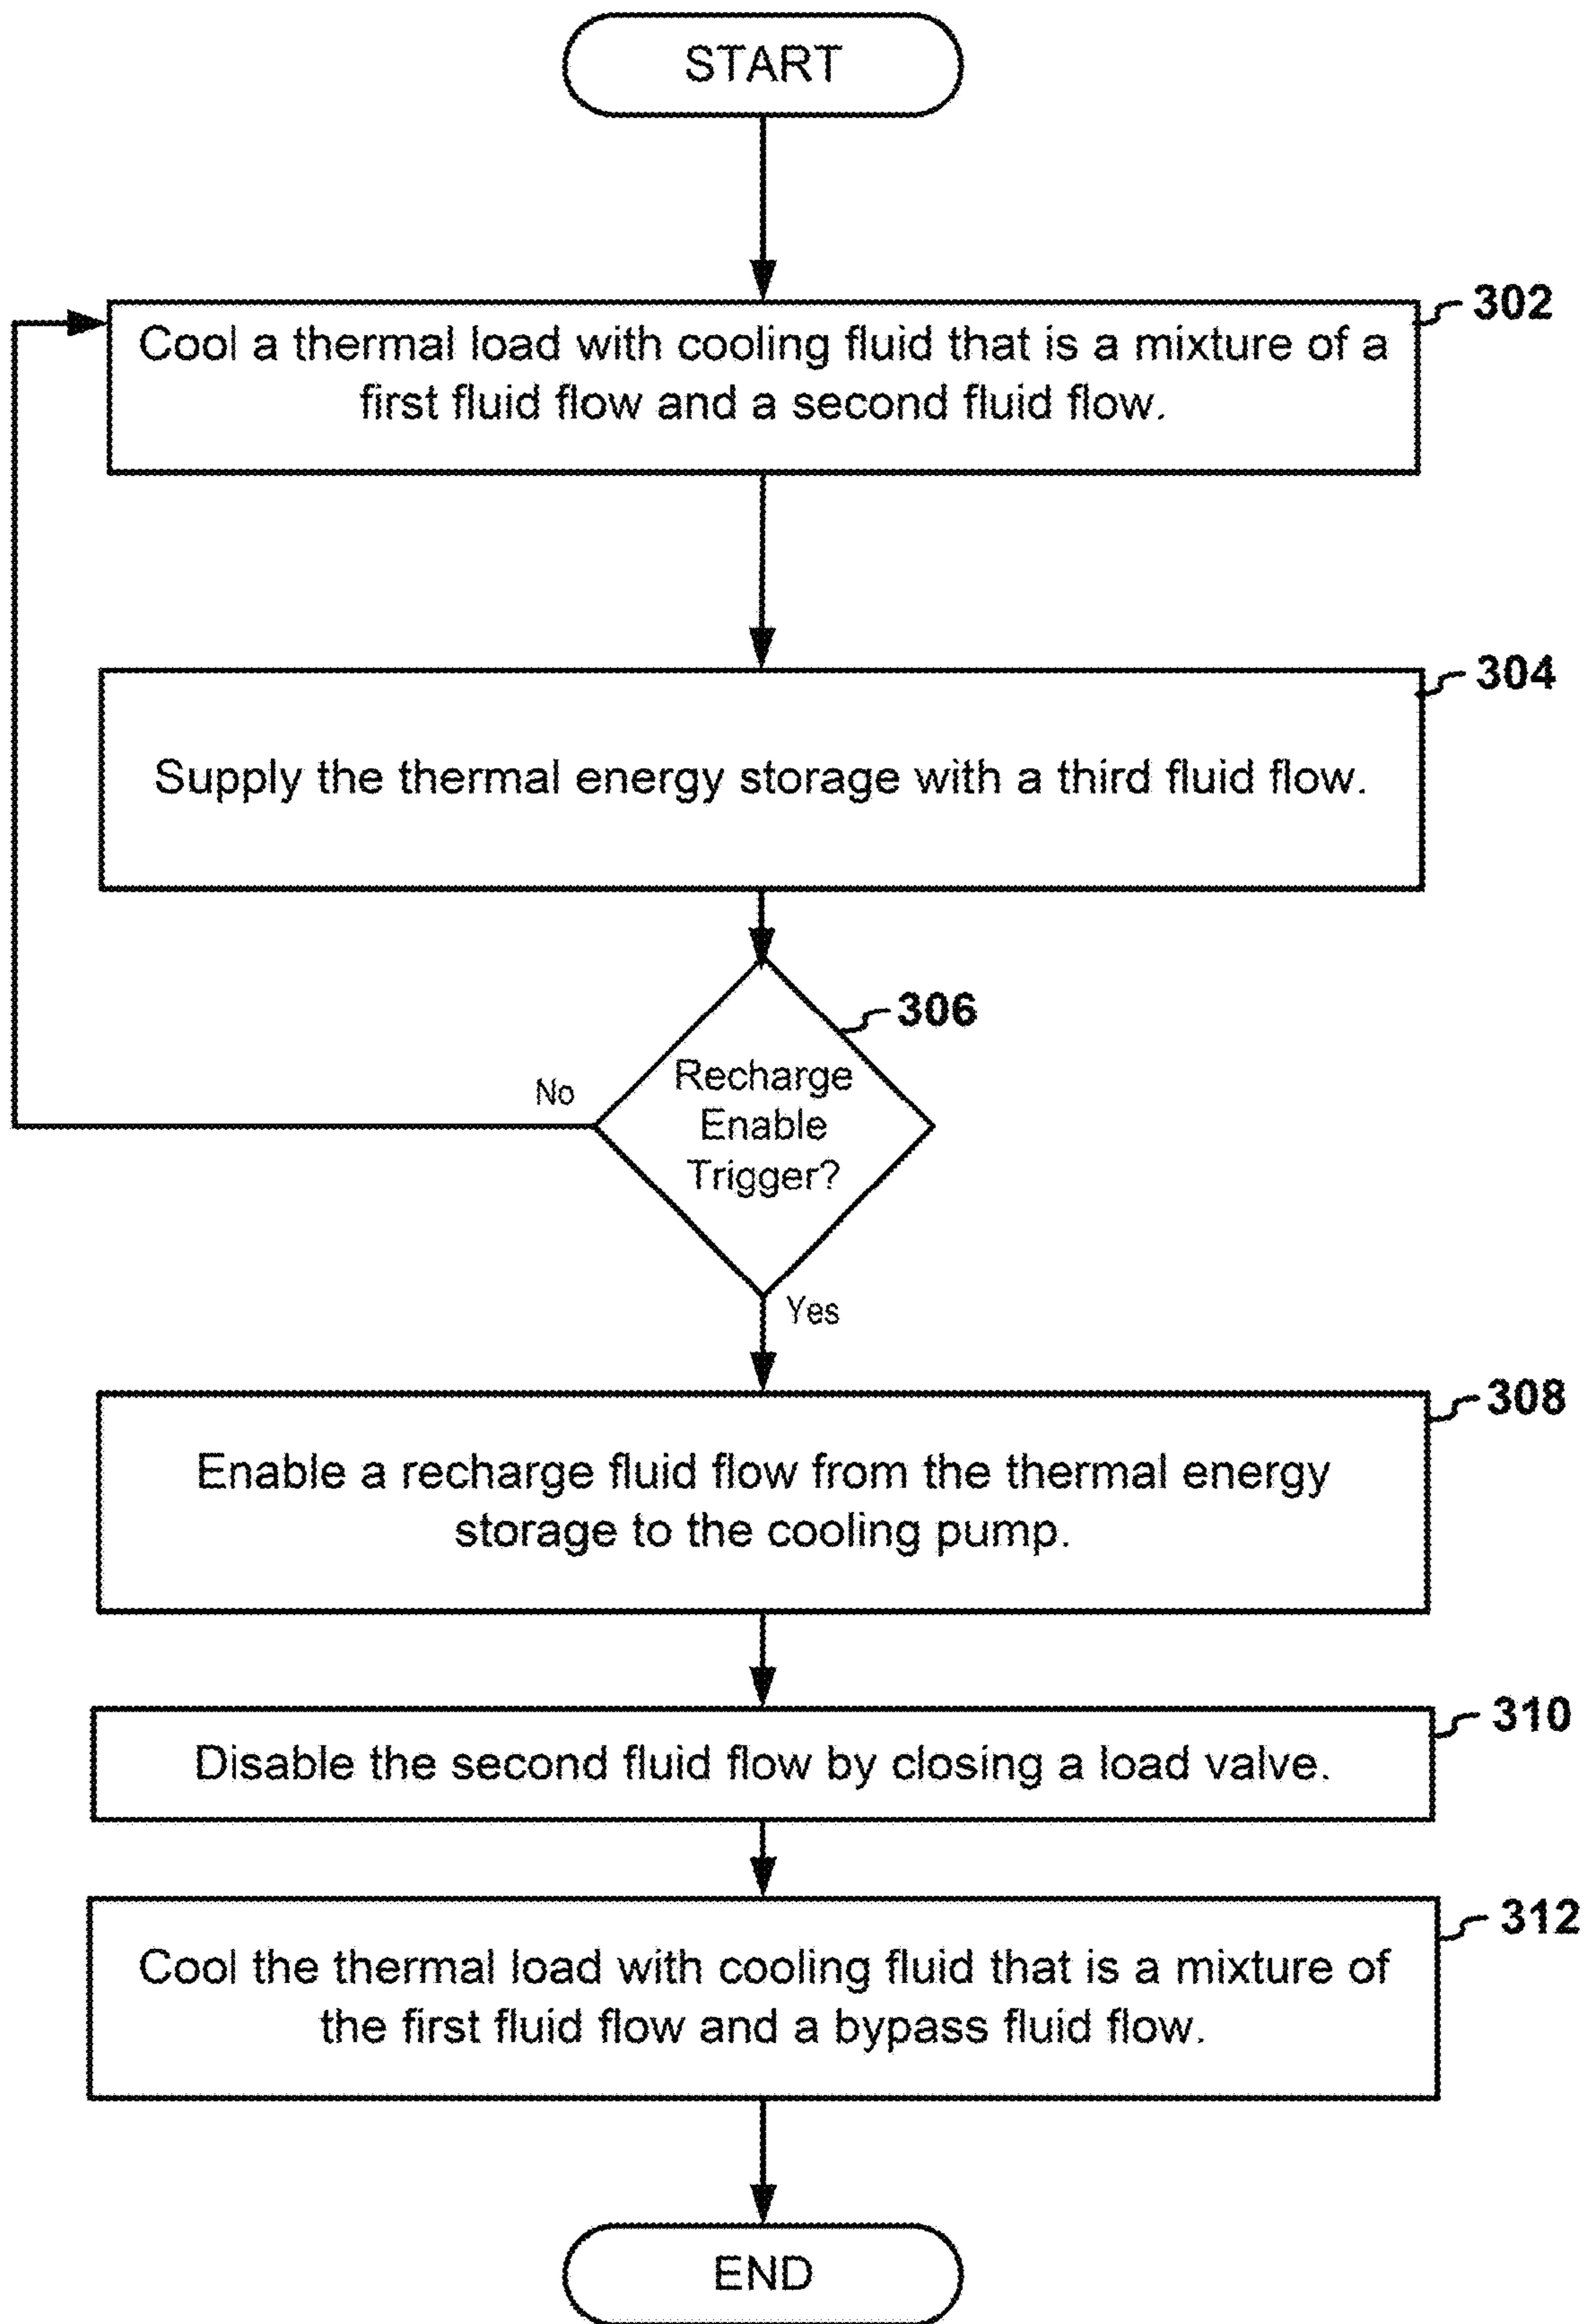 START
302
Cool a thermal load with cooling fluid that is a mixture of a
first fluid flow and a second fluid flow.
304
Supply the thermal energy storage with a third fluid flow.
306
Recharge
Enable
Trigger?
No
Yes
308
Enable a recharge fluid flow from the thermal energy
storage to the cooling pump.
310
Disable the second fluid flow by closing a load valve.
312
Cool the thermal load with cooling fluid that is a mixture of
the first fluid flow and a bypass fluid flow.
END